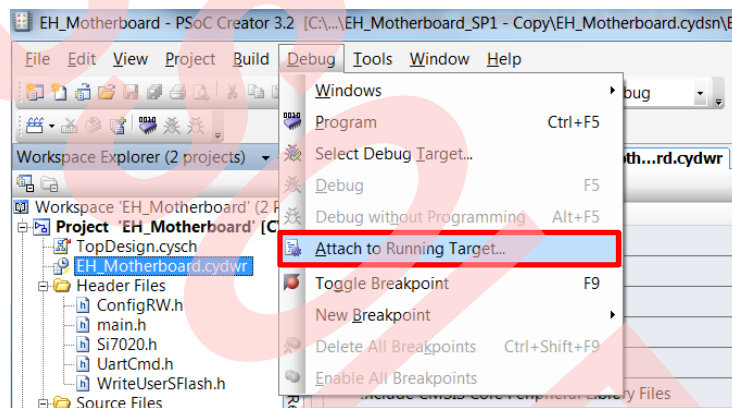 EH_Motherboard - PSoC Creator 3.2 [C:\...\EH_Motherboard_SP1 - Copy\EH_Motherboard.cydsn\E
File Edit View Project Build Debug Tools Window Help
Windows
bug
Program Ctrl+F5
Workspace Explorer (2 projects)
Select Debug Target...
oth...rd.cydwr
Debug F5
Workspace 'EH_Motherboard' (2 P
Debug without Programming Alt+F5
Project 'EH_Motherboard' [C
TopDesign.cysch
Attach to Running Target...
EH_Motherboard.cydwr
Header Files
Toggle Breakpoint F9
ConfigRW.h
New Breakpoint
main.h
Si7020.h
Delete All Breakpoints Ctrl+Shift+F9
UartCmd.h
WriteUserSFlash.h
Enable All Breakpoints
Source Files
Include CMSIS Core Peripheral Library Files